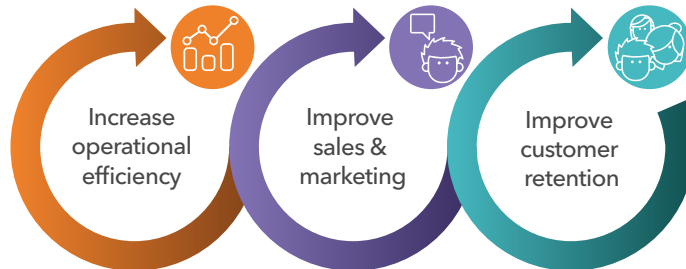 Increase
operational
efficiency
Improve
sales &
marketing
Improve
customer
retention